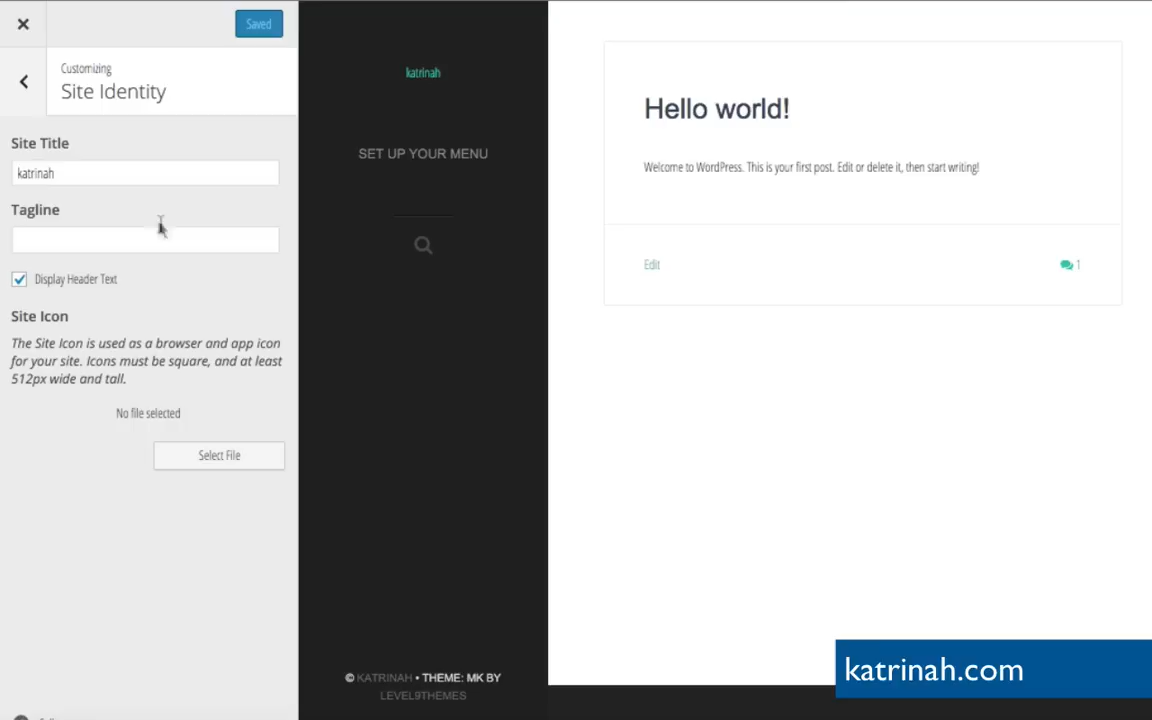 Saved
Customizing
Site Identity
Site Title
katrinah
Tagline
Display Header Text
Site Icon
The Site Icon is used as a browser and app icon
for your site. Icons must be square, and at least
512px wide and tall.
No file selected
Select File
katrinah
SET UP YOUR MENU
© KATRINAH • THEME: MK BY
LEVEL9THEMES
Hello world!
Welcome to WordPress. This is your first post. Edit or delete it, then start writing!
Edit
1
katrinah.com